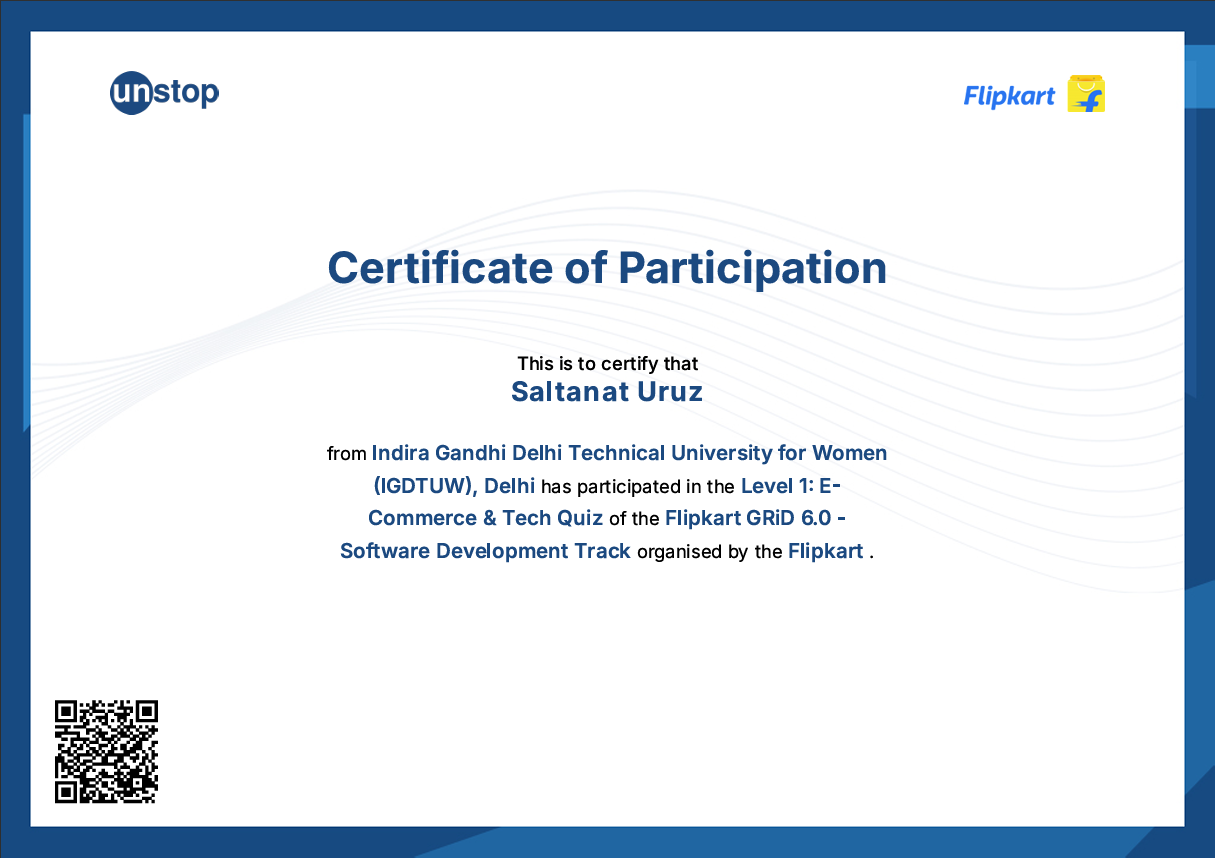 unstop
Flipkart
Certificate of Participation
This is to certify that
Saltanat Uruz
from Indira Gandhi Delhi Technical University for Women
(IGDTUW), Delhi has participated in the Level 1: E-
Commerce & Tech Quiz of the Flipkart GRiD 6.0 -
Software Development Track organised by the Flipkart .